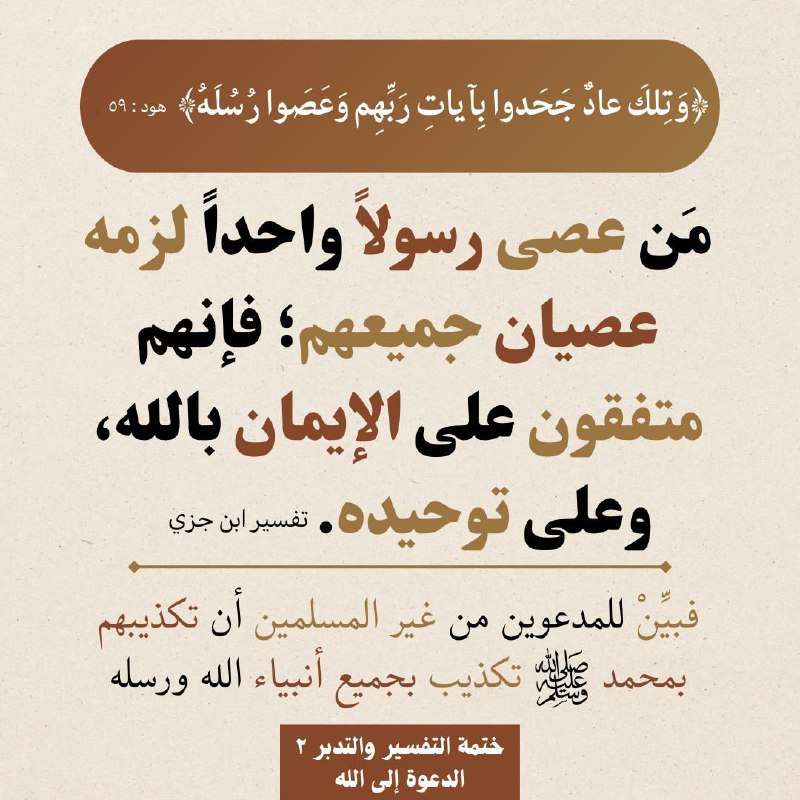 ﴿وَتِلكَ عادٌ جَحَدوا بِآياتِ رَبِّهِم وَعَصَوا رُسُلَهُ﴾ هود: ٥٩
مَن عصى رسولاً واحداً لزمه
عصيان جميعهم؛ فإنهم
متفقون على الإيمان بالله،
وعلى توحيده. تفسير ابن جزي
فبيِّنْ للمدعوين من غير المسلمين أن تكذيبهم
بمحمد ﷺ تكذيب بجميع أنبياء الله ورسله
ختمة التفسير والتدبر ٢
الدعوة إلى الله